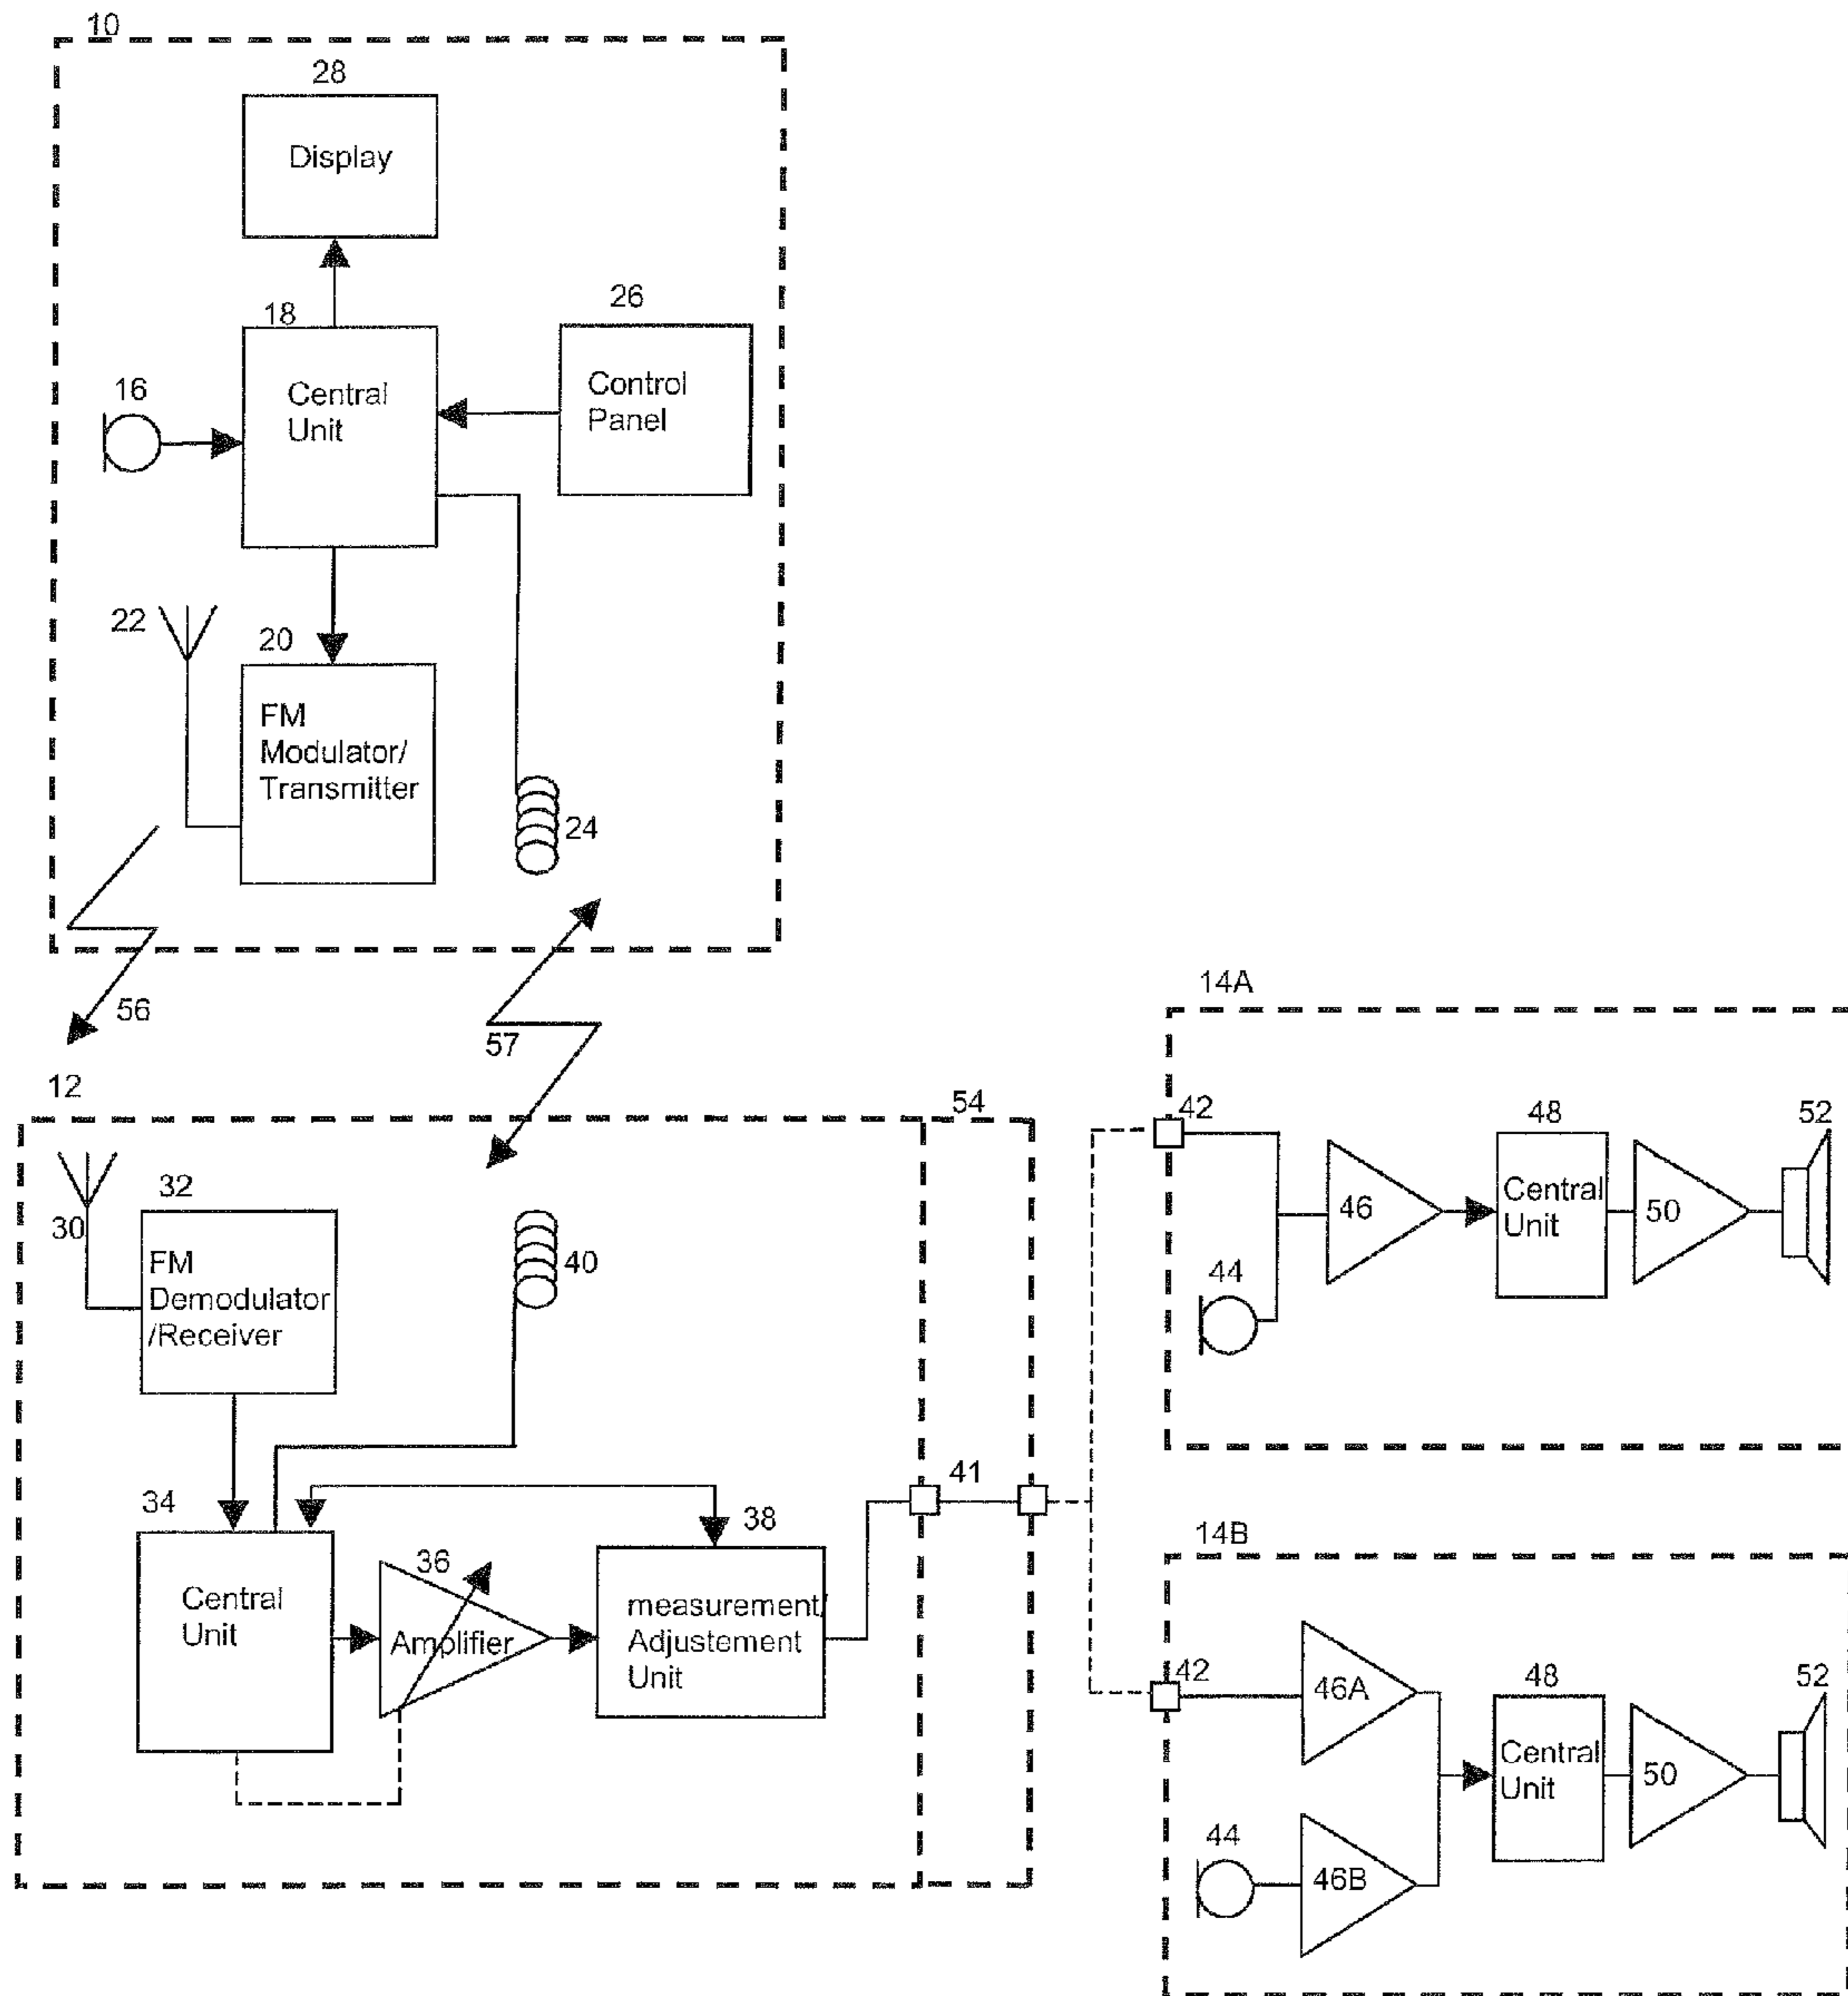 10
28
Display
18
26
Central
Unit
Control
Panel
16
22
20
FM
Modulator/
Transmitter
24
56
57
12
54
30
32
FM
Demodulator
/Receiver
40
34
Central
Unit
36
Amplifier
38
measurement/
Adjustement
Unit
41
14A
42
46
48
Central
Unit
50
52
44
14B
42
46A
48
Central
Unit
50
52
44
46B